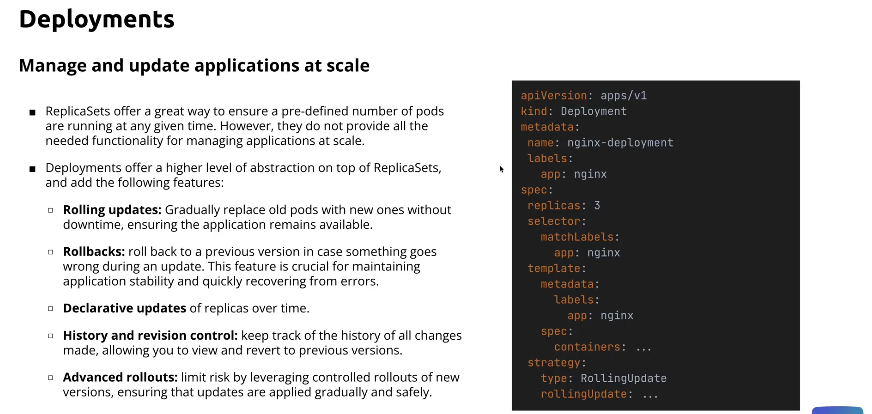 Deployments
Manage and update applications at scale
ReplicaSets offer a great way to ensure a pre-defined number of pods
are running at any given time. However, they do not provide all the
needed functionality for managing applications at scale.
Deployments offer a higher level of abstraction on top of ReplicaSets,
and add the following features:
Rolling updates: Gradually replace old pods with new ones without
downtime, ensuring the application remains available.
Rollbacks: roll back to a previous version in case something goes
wrong during an update. This feature is crucial for maintaining
application stability and quickly recovering from errors.
Declarative updates of replicas over time.
History and revision control: keep track of the history of all changes
made, allowing you to view and revert to previous versions.
Advanced rollouts: limit risk by leveraging controlled rollouts of new
versions, ensuring that updates are applied gradually and safely.
apiVersion: apps/v1
kind: Deployment
metadata:
 name: nginx-deployment
 labels:
   app: nginx
spec:
 replicas: 3
 selector:
   matchLabels:
     app: nginx
 template:
   metadata:
     labels:
       app: nginx
   spec:
     containers: ...
 strategy:
   type: RollingUpdate
   rollingUpdate: ...